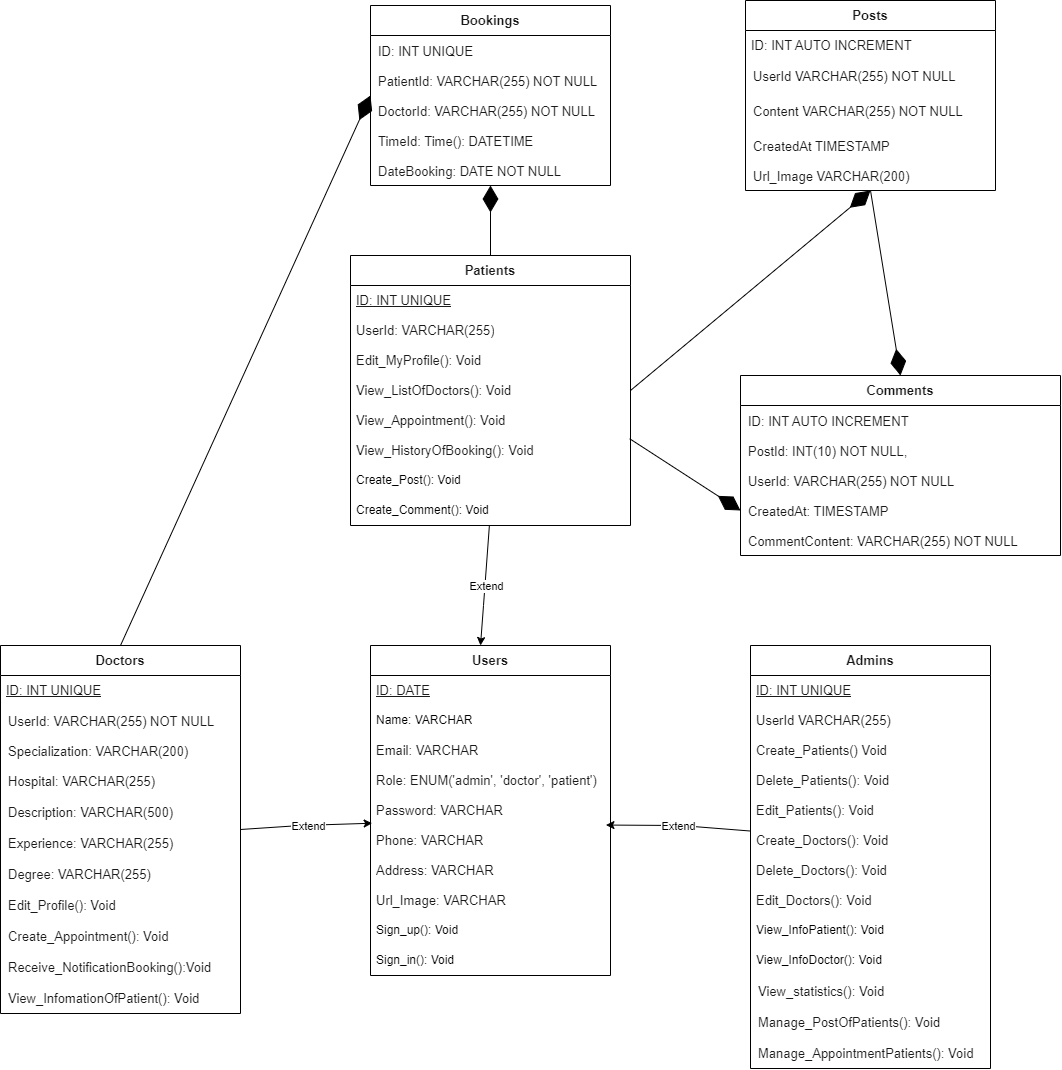 Bookings
ID: INT UNIQUE
PatientId: VARCHAR(255) NOT NULL
DoctorId: VARCHAR(255) NOT NULL
TimeId: Time(): DATETIME
DateBooking: DATE NOT NULL
Posts
ID: INT AUTO INCREMENT
UserId VARCHAR(255) NOT NULL
Content VARCHAR(255) NOT NULL
CreatedAt TIMESTAMP
Url_Image VARCHAR(200)
Patients
ID: INT UNIQUE
UserId: VARCHAR(255)
Edit_MyProfile(): Void
View_ListOfDoctors(): Void
View_Appointment(): Void
View_HistoryOfBooking(): Void
Create_Post(): Void
Create_Comment(): Void
Comments
ID: INT AUTO INCREMENT
PostId: INT(10) NOT NULL,
UserId: VARCHAR(255) NOT NULL
CreatedAt: TIMESTAMP
CommentContent: VARCHAR(255) NOT NULL
Extend
Doctors
ID: INT UNIQUE
UserId: VARCHAR(255) NOT NULL
Specialization: VARCHAR(200)
Hospital: VARCHAR(255)
Description: VARCHAR(500)
Experience: VARCHAR(255)
Degree: VARCHAR(255)
Edit_Profile(): Void
Create_Appointment(): Void
Receive_NotificationBooking():Void
View_InfomationOfPatient(): Void
Extend
Users
ID: DATE
Name: VARCHAR
Email: VARCHAR
Role: ENUM('admin', 'doctor', 'patient')
Password: VARCHAR
Phone: VARCHAR
Address: VARCHAR
Url_Image: VARCHAR
Sign_up(): Void
Sign_in(): Void
Extend
Admins
ID: INT UNIQUE
UserId VARCHAR(255)
Create_Patients() Void
Delete_Patients(): Void
Edit_Patients(): Void
Create_Doctors(): Void
Delete_Doctors(): Void
Edit_Doctors(): Void
View_InfoPatient(): Void
View_InfoDoctor(): Void
View_statistics(): Void
Manage_PostOfPatients(): Void
Manage_AppointmentPatients(): Void